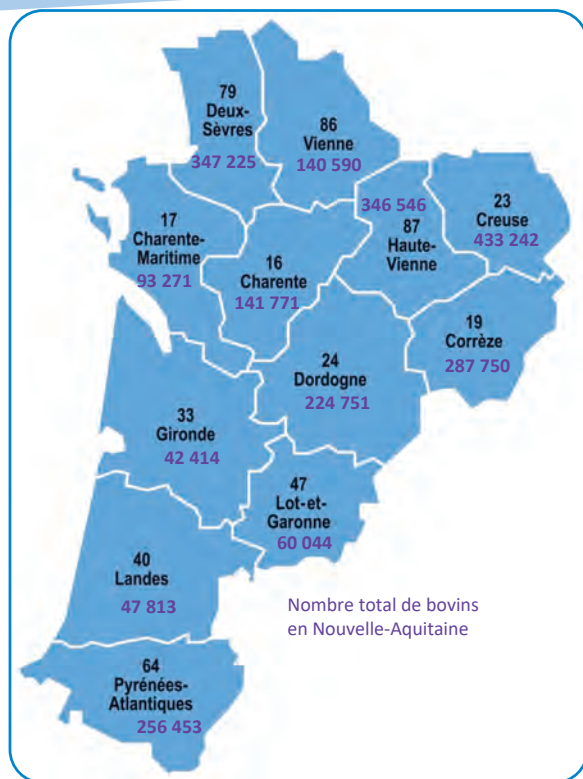 79
Deux-
Sèvres
347 225
86
Vienne
140 590
346 546
87
Haute-
Vienne
23
Creuse
433 242
17
Charente-
Maritime
93 271
16
Charente
141 771
19
Corrèze
287 750
24
Dordogne
224 751
33
Gironde
42 414
47
Lot-et-
Garonne
60 044
40
Landes
47 813
Nombre total de bovins
en Nouvelle-Aquitaine
64
Pyrénées-
Atlantiques
256 453